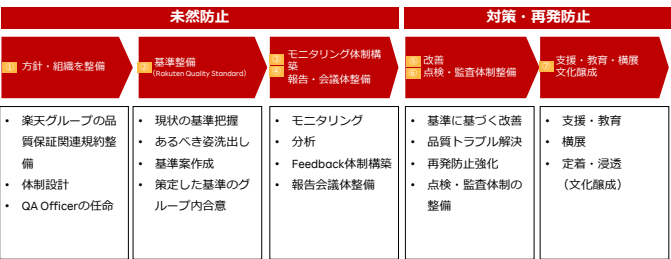 未然防止
対策・再発防止
① 方針・組織を整備
② 基準整備
(Rakuten Quality Standard)
③ モニタリング体制構
築
④ 報告・会議体整備
⑤ 改善
⑥ 点検・監査体制整備
⑦ 支援・教育・横展
文化醸成
• 楽天グループの品
質保証関連規約整
備
• 体制設計
• QA Officerの任命
• 現状の基準把握
• あるべき姿洗出し
• 基準案作成
• 策定した基準のグ
ループ内合意
• モニタリング
• 分析
• Feedback体制構築
• 報告会議体整備
• 基準に基づく改善
• 品質トラブル解決
• 再発防止強化
• 点検・監査体制の
整備
• 支援・教育
• 横展
• 定着・浸透
（文化醸成）